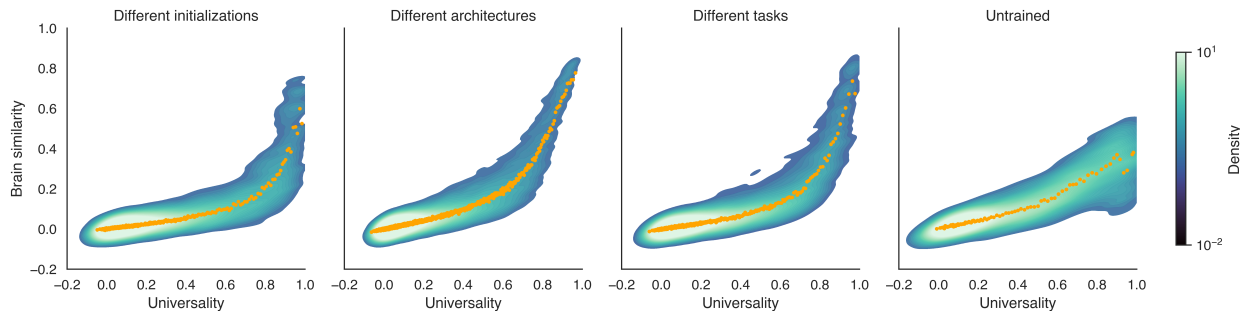 Different initializations
Different architectures
Different tasks
Untrained
Brain similarity
1.0
0.8
0.6
0.4
0.2
0.0
−0.2
−0.2 0.0 0.2 0.4 0.6 0.8 1.0
Universality
−0.2 0.0 0.2 0.4 0.6 0.8 1.0
Universality
−0.2 0.0 0.2 0.4 0.6 0.8 1.0
Universality
−0.2 0.0 0.2 0.4 0.6 0.8 1.0
Universality
10¹
10⁻²
Density